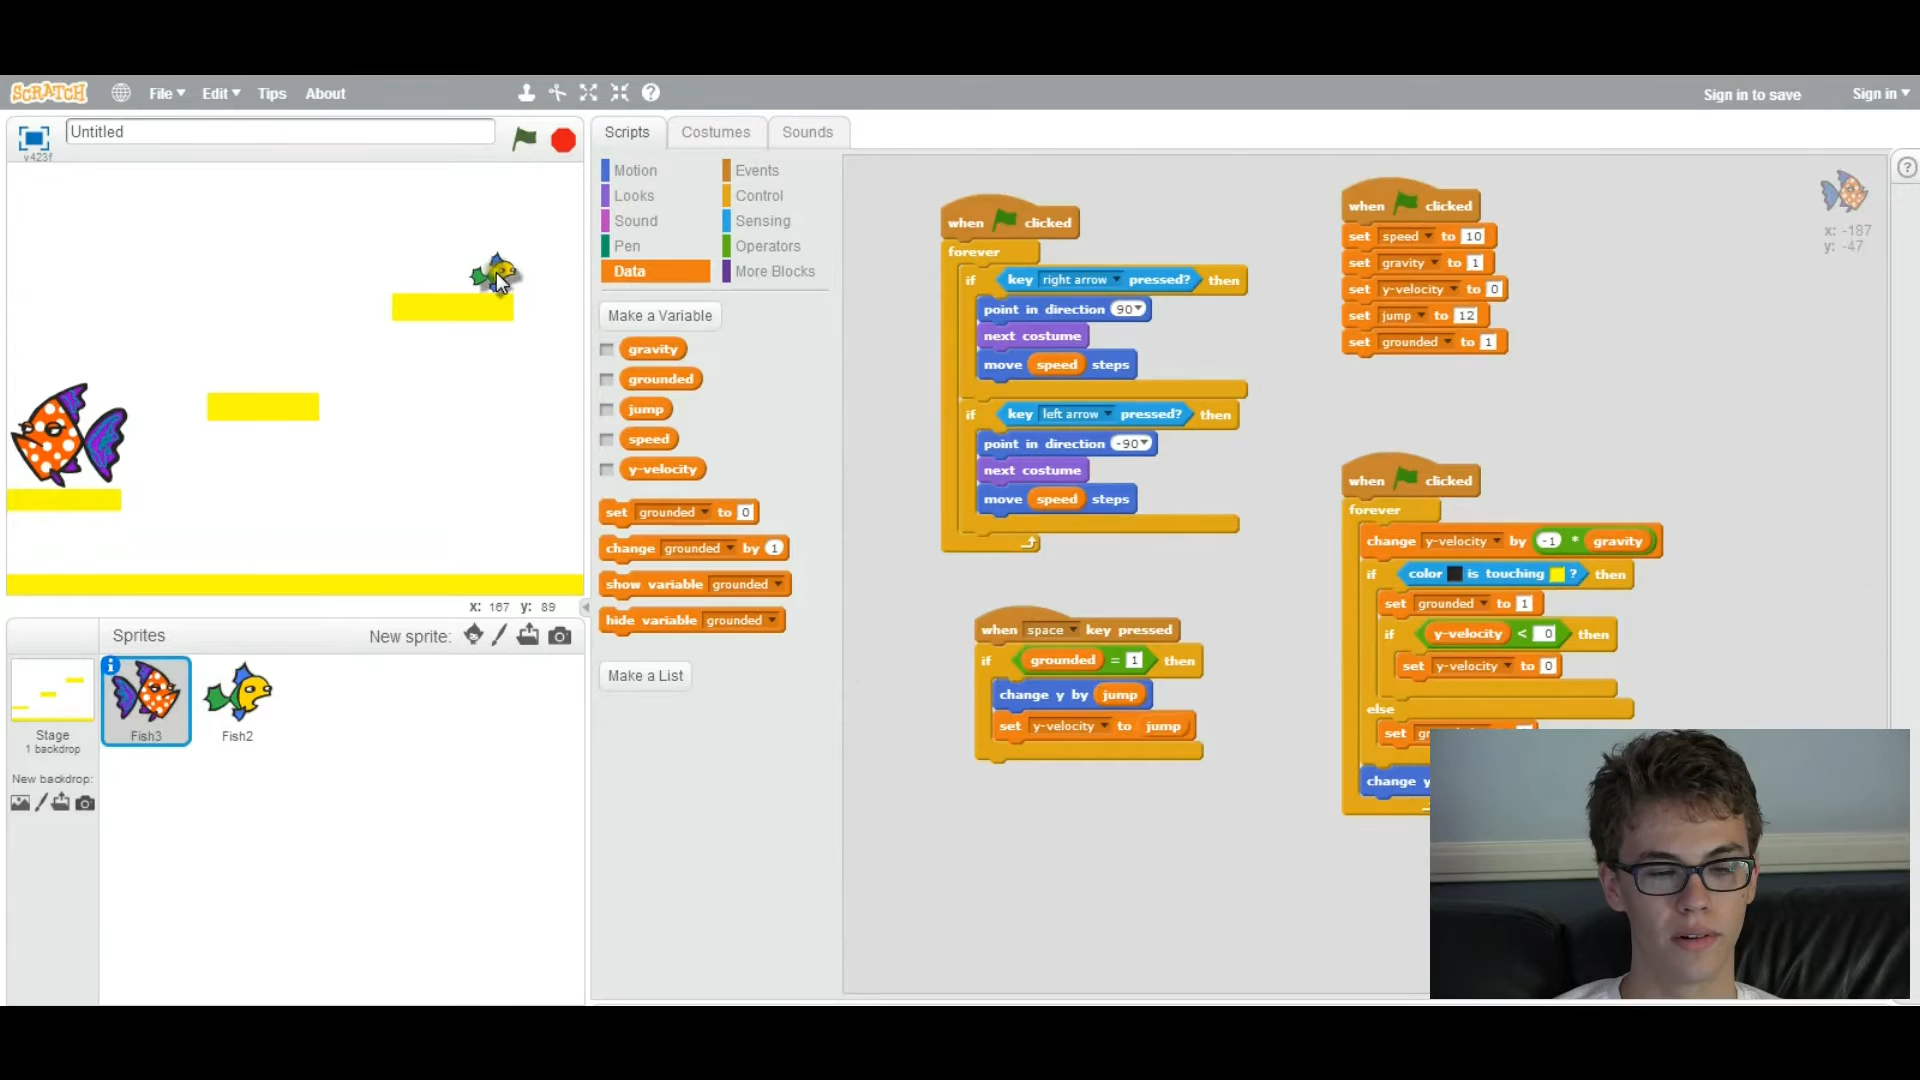 SCRATCH File Edit Tips About Sign in to save Sign in
v423f
Untitled
x: 167 y: 89
Sprites New sprite:
Stage
1 backdrop
New backdrop:
Fish3
Fish2
Scripts Costumes Sounds
Motion Events
Looks Control
Sound Sensing
Pen Operators
Data More Blocks
Make a Variable
gravity
grounded
jump
speed
y-velocity
set grounded to 0
change grounded by 1
show variable grounded
hide variable grounded
Make a List
when clicked
forever
if key right arrow pressed? then
point in direction 90
next costume
move speed steps
if key left arrow pressed? then
point in direction -90
next costume
move speed steps
when space key pressed
if grounded = 1 then
change y by jump
set y-velocity to jump
when clicked
set speed to 10
set gravity to 1
set y-velocity to 0
set jump to 12
set grounded to 1
when clicked
forever
change y-velocity by -1 * gravity
if color is touching ? then
set grounded to 1
if y-velocity < 0 then
set y-velocity to 0
else
set
change y
x: -187
y: -47